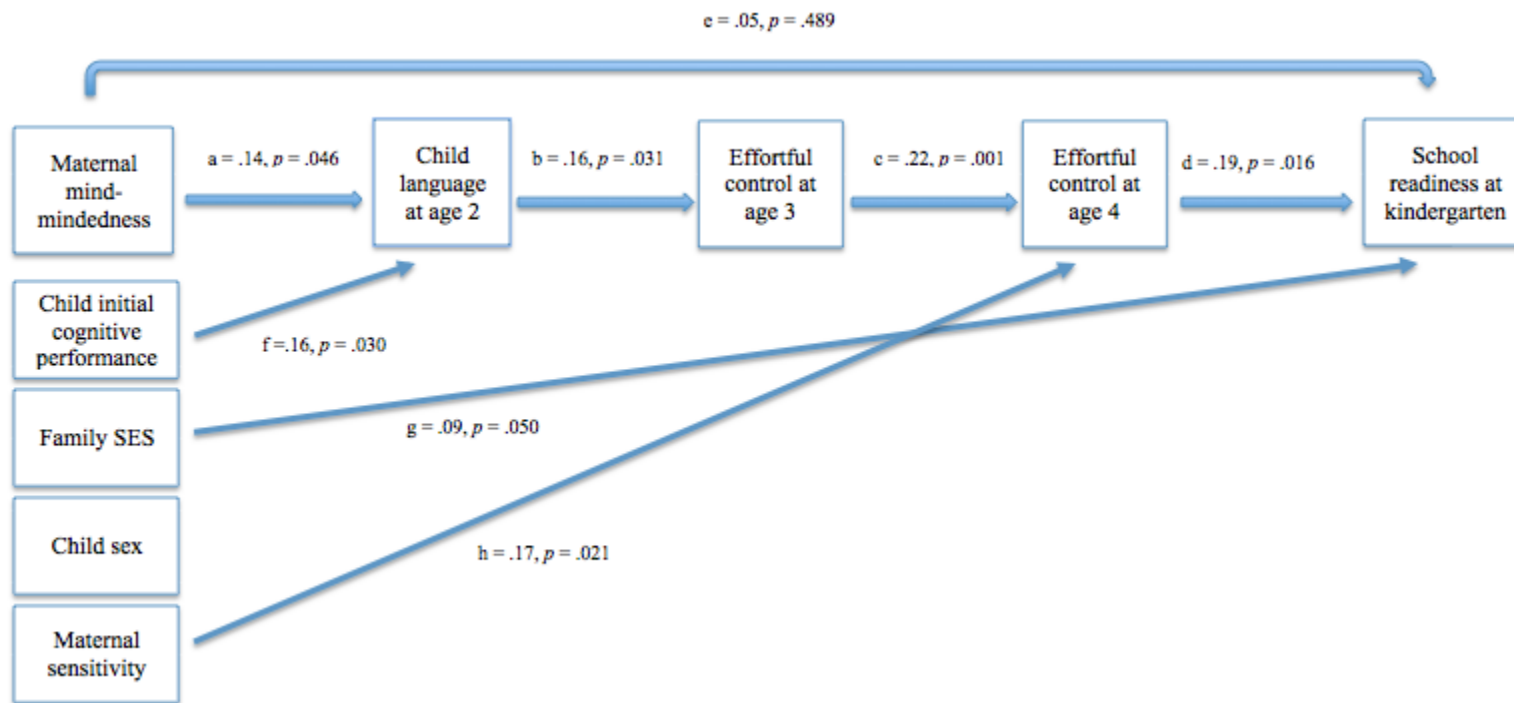 e = .05, p = .489
Maternal
mind-
mindedness
a = .14, p = .046
Child
language
at age 2
b = .16, p = .031
Effortful
control at
age 3
c = .22, p = .001
Effortful
control at
age 4
d = .19, p = .016
School
readiness at
kindergarten
Child initial
cognitive
performance
f =.16, p = .030
Family SES
g = .09, p = .050
Child sex
h = .17, p = .021
Maternal
sensitivity